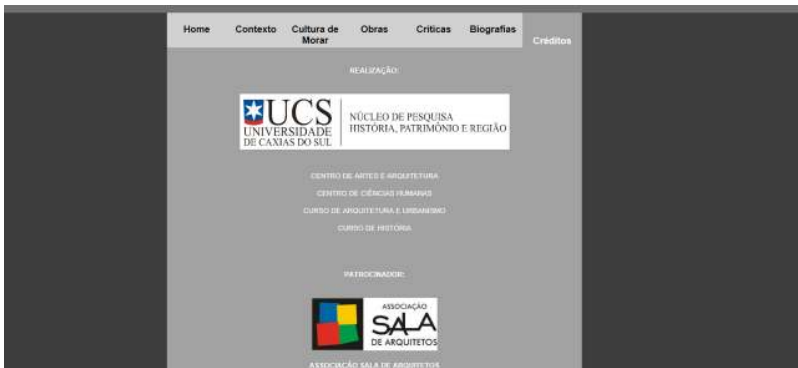 Home Contexto Cultura de Morar Obras Críticas Biografias Créditos
REALIZAÇÃO:
UCS
UNIVERSIDADE
DE CAXIAS DO SUL
NÚCLEO DE PESQUISA
HISTÓRIA, PATRIMÔNIO E REGIÃO
CENTRO DE ARTES E ARQUITETURA
CENTRO DE CIÊNCIAS HUMANAS
CURSO DE ARQUITETURA E URBANISMO
CURSO DE HISTÓRIA
PATROCINADOR:
ASSOCIAÇÃO
SALA
DE ARQUITETOS
ASSOCIAÇÃO SALA DE ARQUITETOS